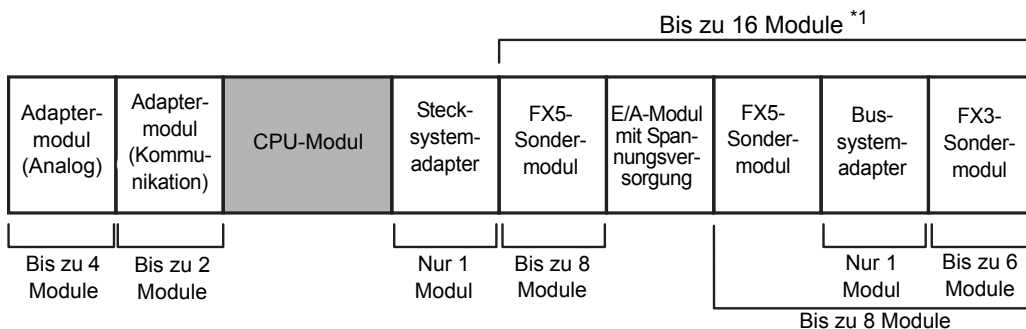 Bis zu 16 Module *1
Adapter-
modul
(Analog)
Adapter-
modul
(Kommu-
nikation)
CPU-Modul
Steck-
system-
adapter
FX5-
Sonder-
modul
E/A-Modul
mit Span-
nungsver-
sorgung
FX5-
Sonder-
modul
Bus-
system-
adapter
FX3-
Sonder-
modul
Bis zu 4
Module
Bis zu 2
Module
Nur 1
Modul
Bis zu 8
Module
Nur 1
Modul
Bis zu 6
Module
Bis zu 8 Module